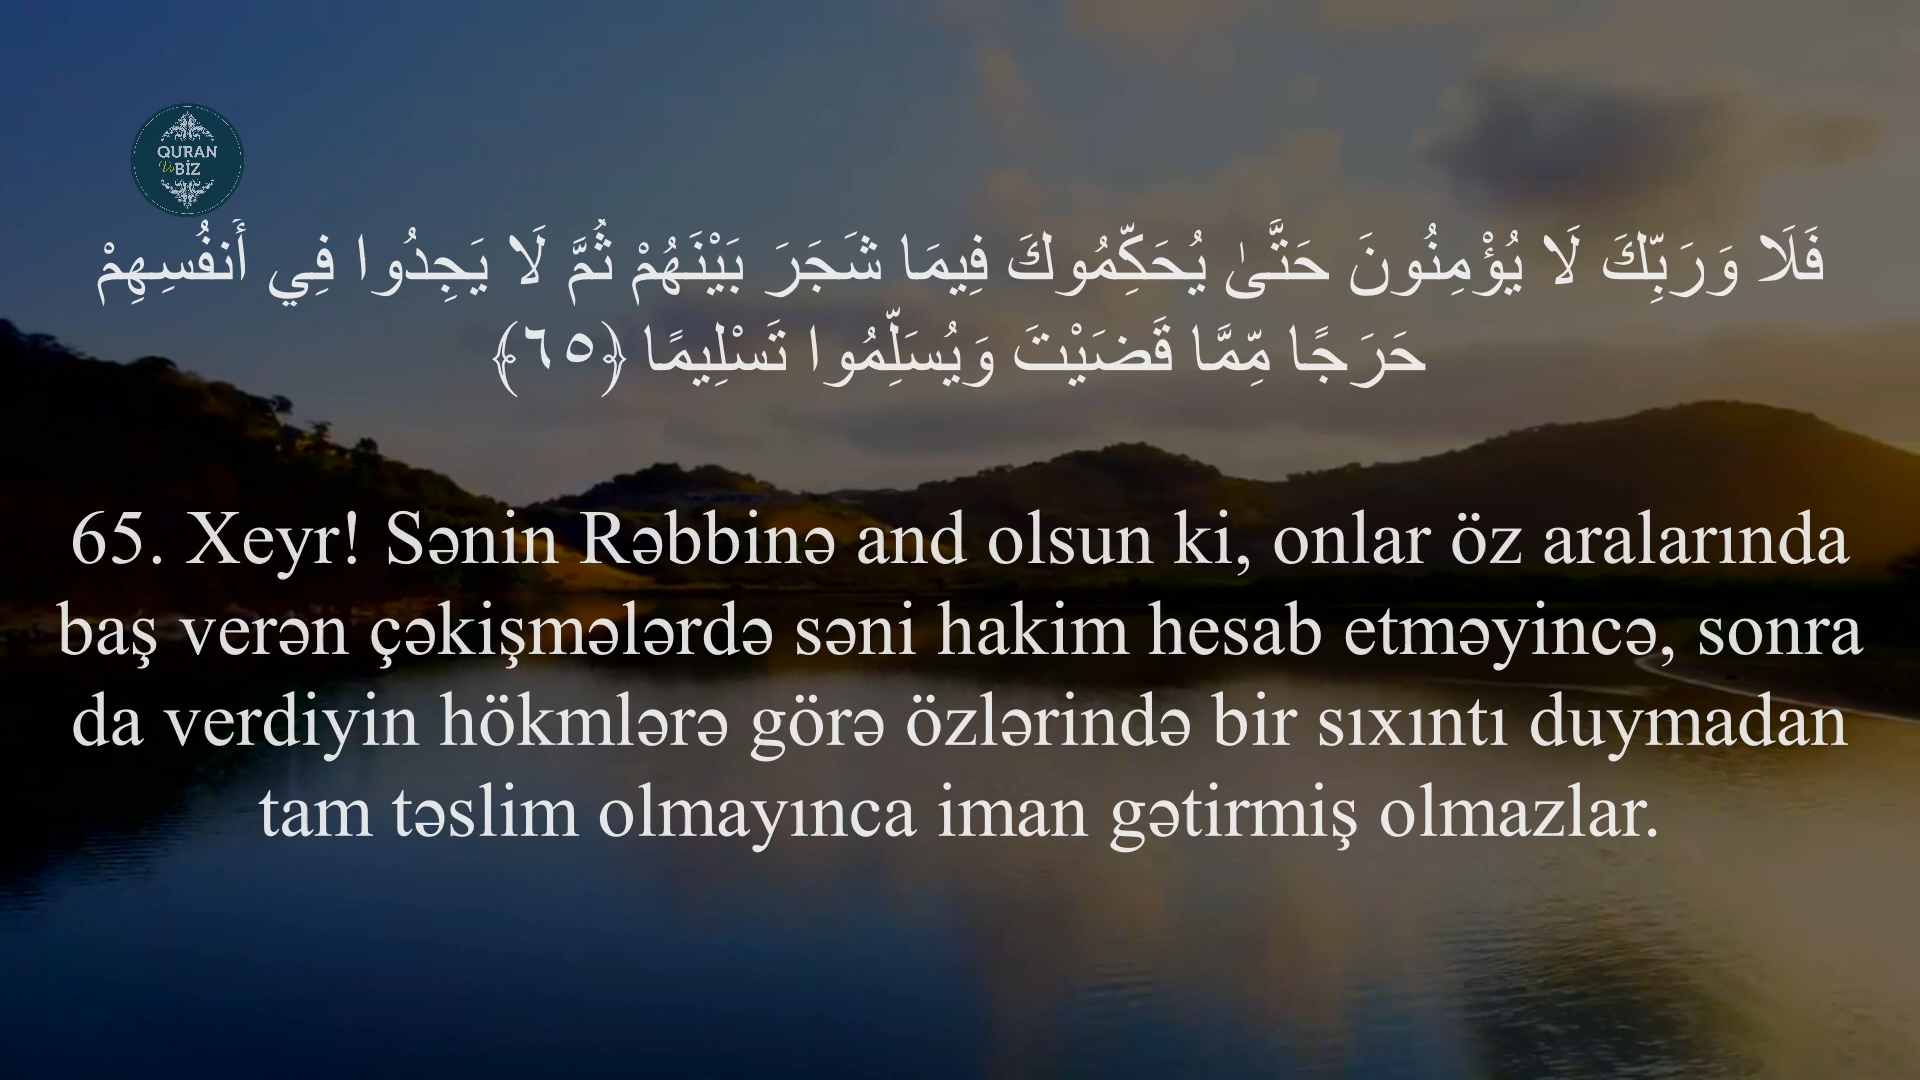 QURAN
Və BİZ
فَلَا وَرَبِّكَ لَا يُؤْمِنُونَ حَتَّىٰ يُحَكِّمُوكَ فِيمَا شَجَرَ بَيْنَهُمْ ثُمَّ لَا يَجِدُوا فِي أَنفُسِهِمْ
حَرَجًا مِّمَّا قَضَيْتَ وَيُسَلِّمُوا تَسْلِيمًا ﴿٦٥﴾
65. Xeyr! Sənin Rəbbinə and olsun ki, onlar öz aralarında
baş verən çəkişmələrdə səni hakim hesab etməyincə, sonra
da verdiyin hökmlərə görə özlərində bir sıxıntı duymadan
tam təslim olmayınca iman gətirmiş olmazlar.